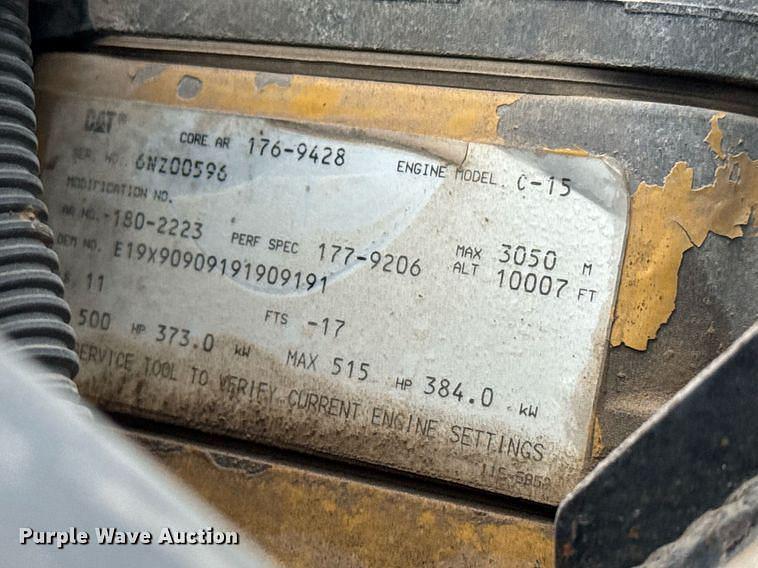 CAT®
CORE AR 176-9428
SER. NO. 6NZ00596 ENGINE MODEL C-15
MODIFICATION NO.
AR NO. -180-2223 PERF SPEC 177-9206 MAX ALT 3050 M 10007 FT
OEM NO. E19X90909191909191
11
FTS -17
500 HP 373.0 kW MAX 515 HP 384.0 kW
SERVICE TOOL TO VERIFY CURRENT ENGINE SETTINGS
Purple Wave Auction